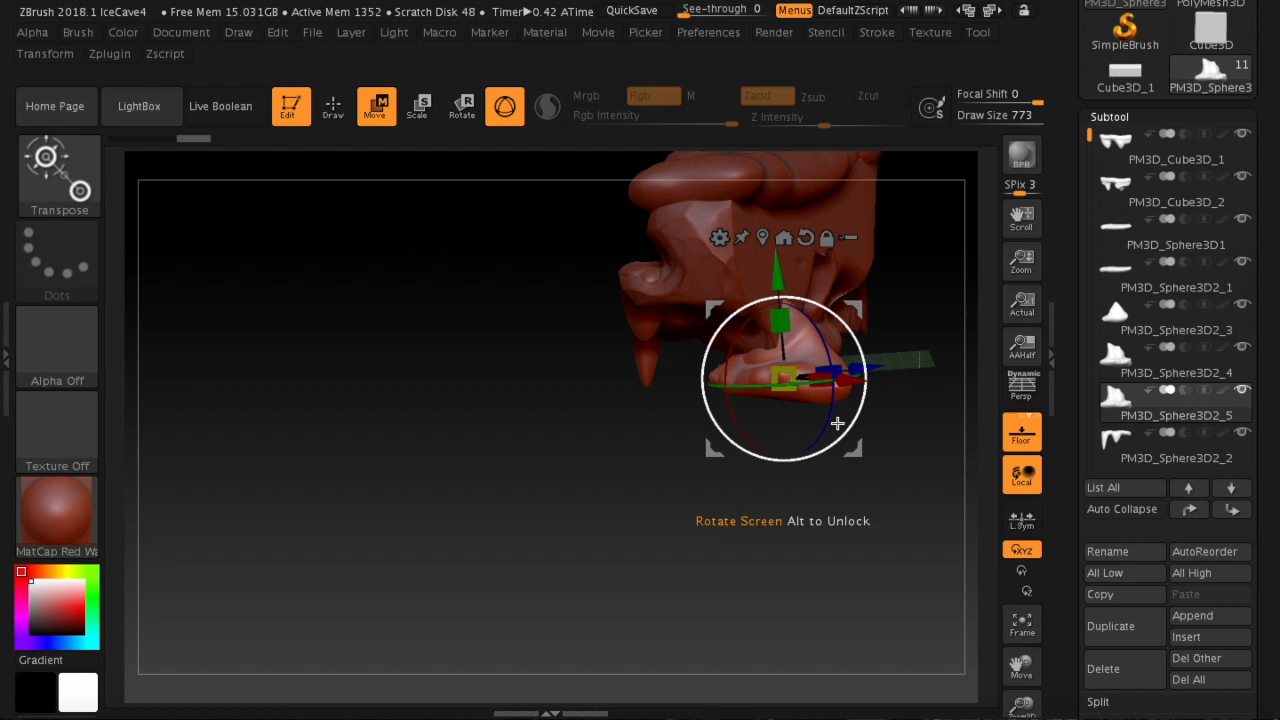 ZBrush 2018.1 IceCave4 • Free Mem 15.031GB • Active Mem 1352 • Scratch Disk 48 • Timer▶0.42 ATime QuickSave See-through 0 Menus DefaultZScript
Alpha Brush Color Document Draw Edit File Layer Light Macro Marker Material Movie Picker Preferences Render Stencil Stroke Texture Tool
Transform Zplugin Zscript
Home Page LightBox Live Boolean Edit Draw Move Scale Rotate
Mrgb Rgb M Zadd Zsub Zcut
Rgb Intensity Z Intensity
Focal Shift 0
Draw Size 773
Transpose
Dots
Alpha Off
Texture Off
MatCap Red Wa
Gradient
Rotate Screen Alt to Unlock
BPR
SPix 3
Scroll
Zoom
Actual
AAHalf
Dynamic
Persp
Floor
Local
L.Sym
XYZ
Y
Z
Frame
Move
Zoom3D
PM3D_Sphere3 PolyMesh3D
SimpleBrush Cube3D
11
Cube3D_1 PM3D_Sphere3
Subtool
PM3D_Cube3D_1
PM3D_Cube3D_2
PM3D_Sphere3D1
PM3D_Sphere3D2_1
PM3D_Sphere3D2_3
PM3D_Sphere3D2_4
PM3D_Sphere3D2_5
PM3D_Sphere3D2_2
List All
Auto Collapse
Rename AutoReorder
All Low All High
Copy Paste
Duplicate Append
Insert
Delete Del Other
Del All
Split